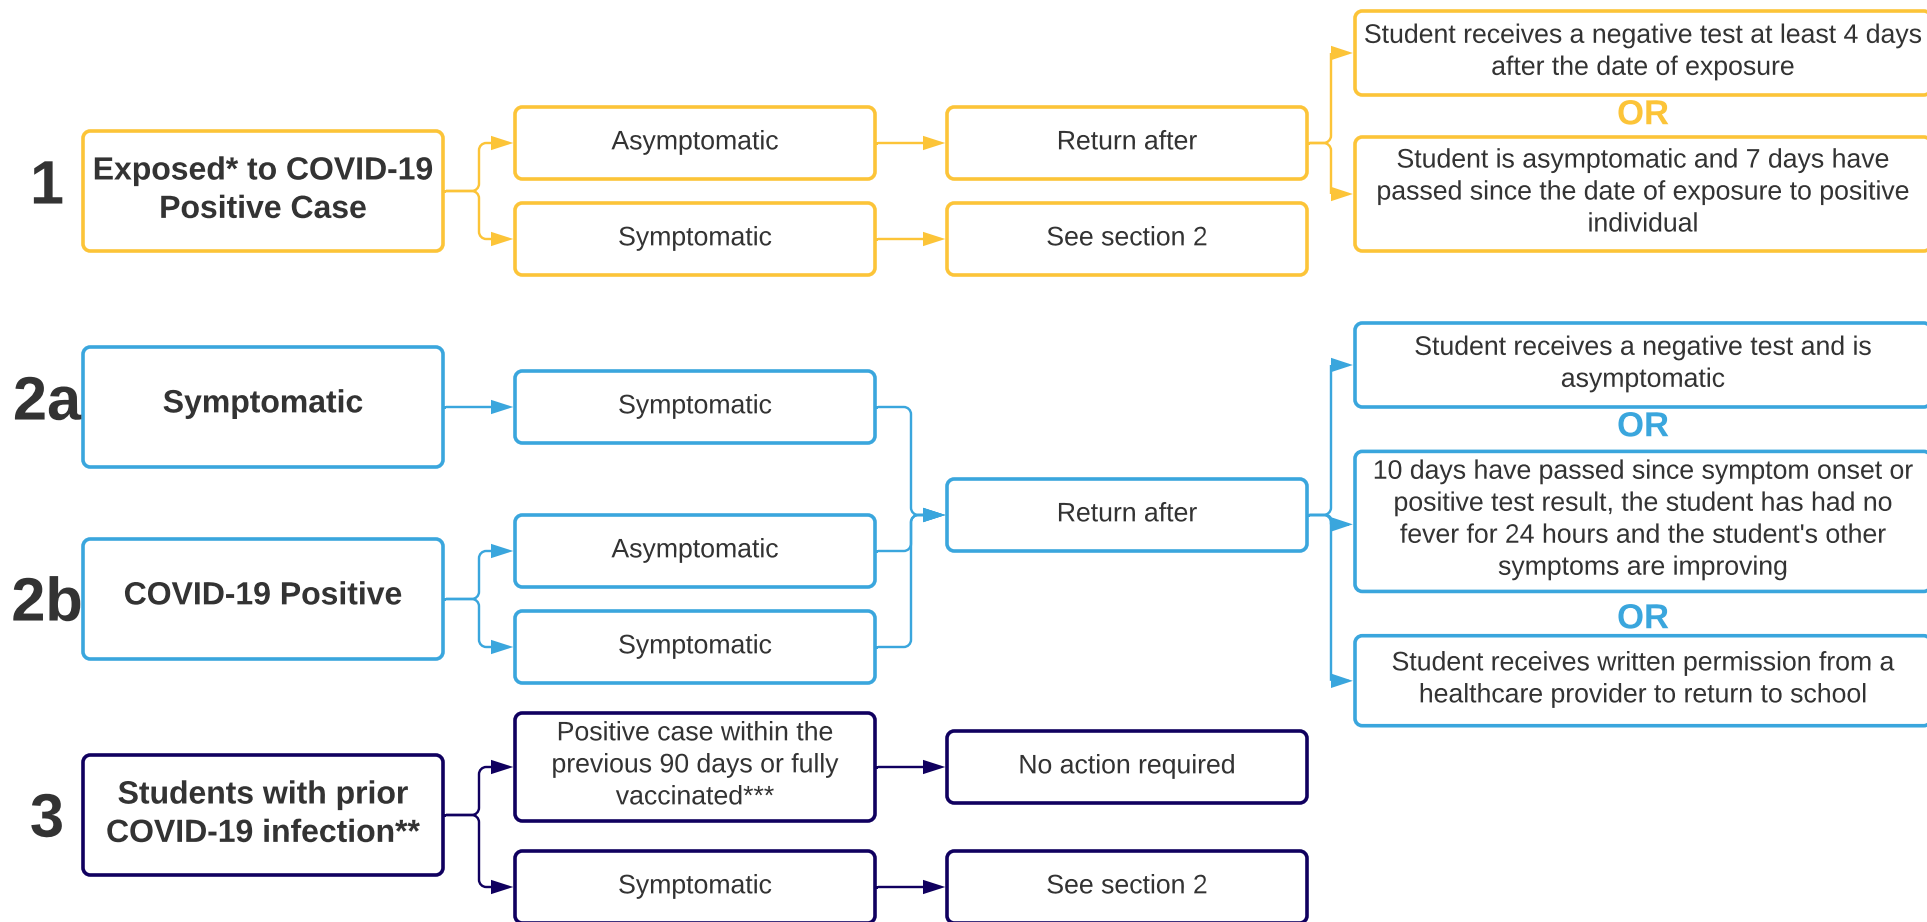 1
Exposed* to COVID-19
Positive Case
Asymptomatic
Return after
Student receives a negative test at least 4 days
after the date of exposure
OR
Student is asymptomatic and 7 days have
passed since the date of exposure to positive
individual
Symptomatic
See section 2
2a
Symptomatic
Symptomatic
2b
COVID-19 Positive
Asymptomatic
Symptomatic
Return after
Student receives a negative test and is
asymptomatic
OR
10 days have passed since symptom onset or
positive test result, the student has had no
fever for 24 hours and the student's other
symptoms are improving
OR
Student receives written permission from a
healthcare provider to return to school
3
Students with prior
COVID-19 infection**
Positive case within the
previous 90 days or fully
vaccinated***
No action required
Symptomatic
See section 2